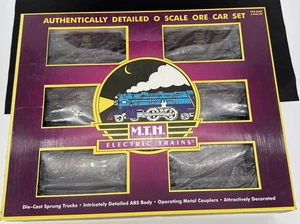 AUTHENTICALLY DETAILED O SCALE ORE CAR SET
M.T.H.
ELECTRIC TRAINS
Die-Cast Sprung Trucks • Intricately Detailed ABS Body • Operating Metal Couplers • Attractively Decorated